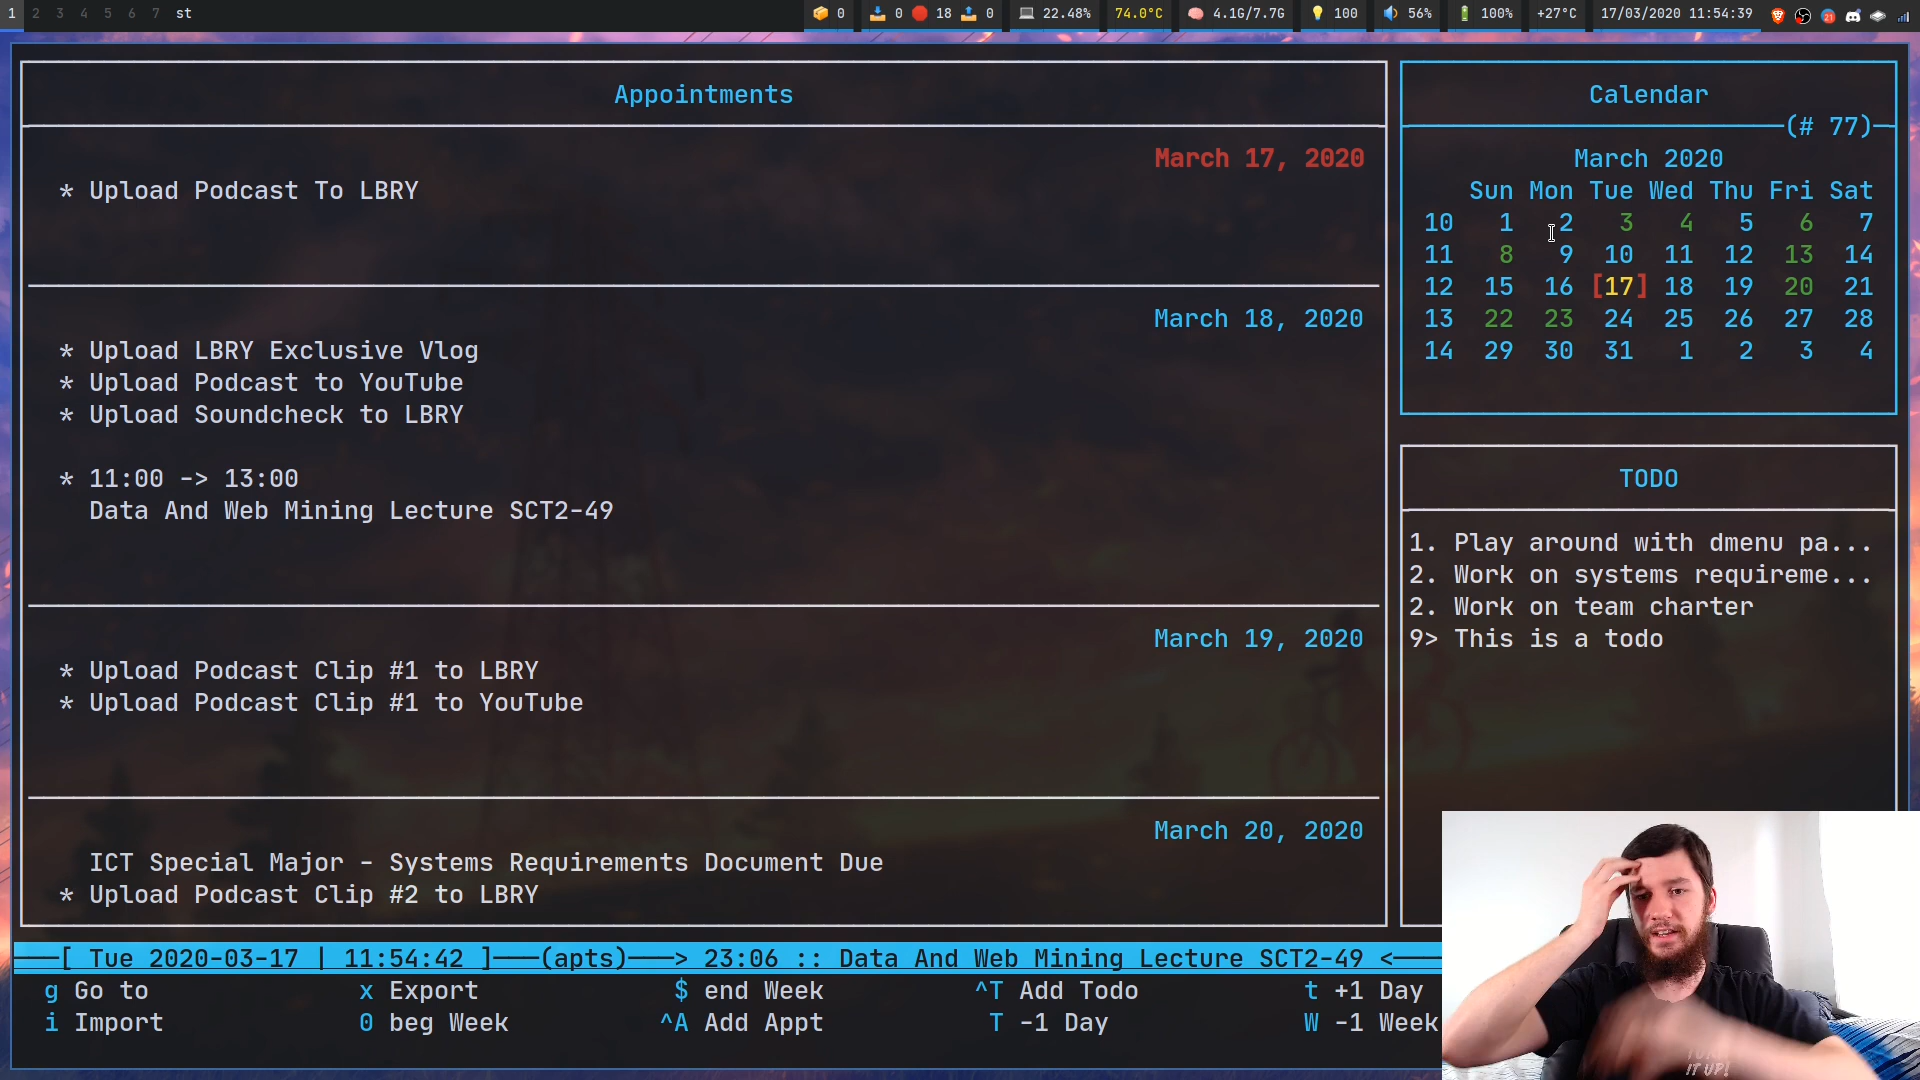 1 2 3 4 5 6 7 st 0 0 18 0 22.48% 74.0°C 4.1G/7.7G 100 56% 100% +27°C 17/03/2020 11:54:39 21
Appointments
March 17, 2020
* Upload Podcast To LBRY
March 18, 2020
* Upload LBRY Exclusive Vlog
* Upload Podcast to YouTube
* Upload Soundcheck to LBRY
* 11:00 -> 13:00
Data And Web Mining Lecture SCT2-49
March 19, 2020
* Upload Podcast Clip #1 to LBRY
* Upload Podcast Clip #1 to YouTube
March 20, 2020
ICT Special Major - Systems Requirements Document Due
* Upload Podcast Clip #2 to LBRY
Calendar
(# 77)
March 2020
Sun Mon Tue Wed Thu Fri Sat
10 1 2 3 4 5 6 7
11 8 9 10 11 12 13 14
12 15 16 [17] 18 19 20 21
13 22 23 24 25 26 27 28
14 29 30 31 1 2 3 4
TODO
1. Play around with dmenu pa...
2. Work on systems requireme...
2. Work on team charter
9> This is a todo
[ Tue 2020-03-17 | 11:54:42 ] (apts) > 23:06 :: Data And Web Mining Lecture SCT2-49 <
g Go to x Export $ end Week ^T Add Todo t +1 Day
i Import 0 beg Week ^A Add Appt T -1 Day W -1 Week
IT UP!